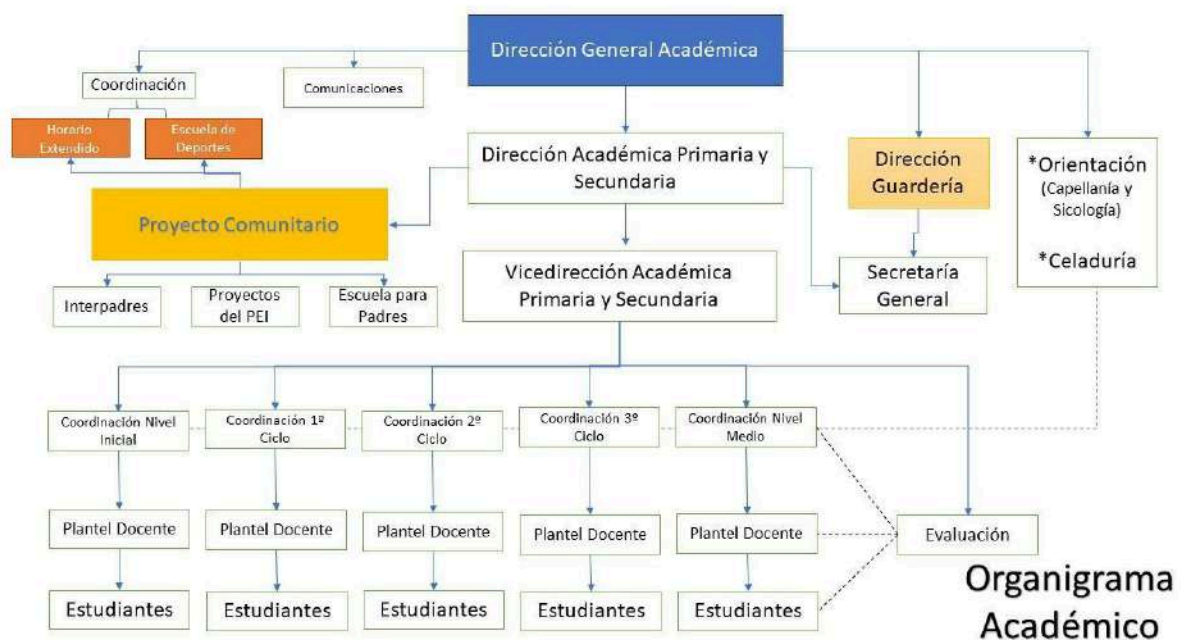 Dirección General Académica
Coordinación
Comunicaciones
Horario
Extendido
Escuela de
Deportes
Dirección Académica Primaria y
Secundaria
Dirección
Guardería
*Orientación
(Capellanía y
Sicología)
*Celaduría
Proyecto Comunitario
Vicedirección Académica
Primaria y Secundaria
Secretaría
General
Interpadres
Proyectos
del PEI
Escuela para
Padres
Coordinación Nivel
Inicial
Coordinación 1º
Ciclo
Coordinación 2º
Ciclo
Coordinación 3º
Ciclo
Coordinación Nivel
Medio
Plantel Docente
Plantel Docente
Plantel Docente
Plantel Docente
Plantel Docente
Evaluación
Estudiantes
Estudiantes
Estudiantes
Estudiantes
Estudiantes
Organigrama
Académico